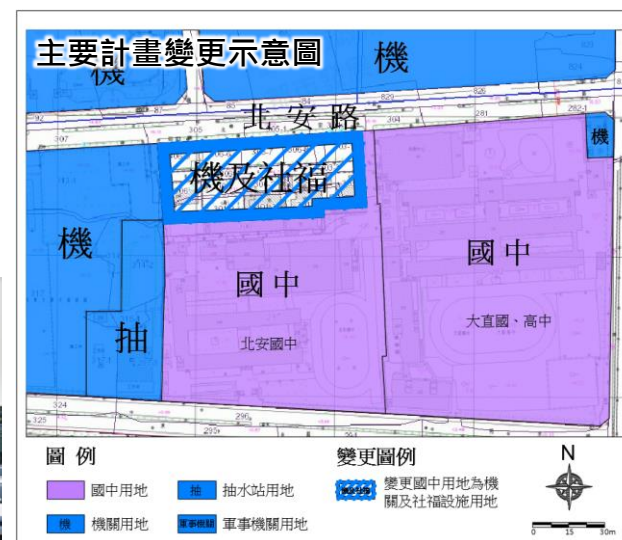 主要計畫變更示意圖
機
機
北安路
機
機及社福
機
國中
國中
抽
北安國中
大直國、高中
圖例
變更圖例
N
國中用地
抽 抽水站用地
變更國中用地為機
關及社福設施用地
機 機關用地
軍事機關 軍事機關用地
0 15 30m